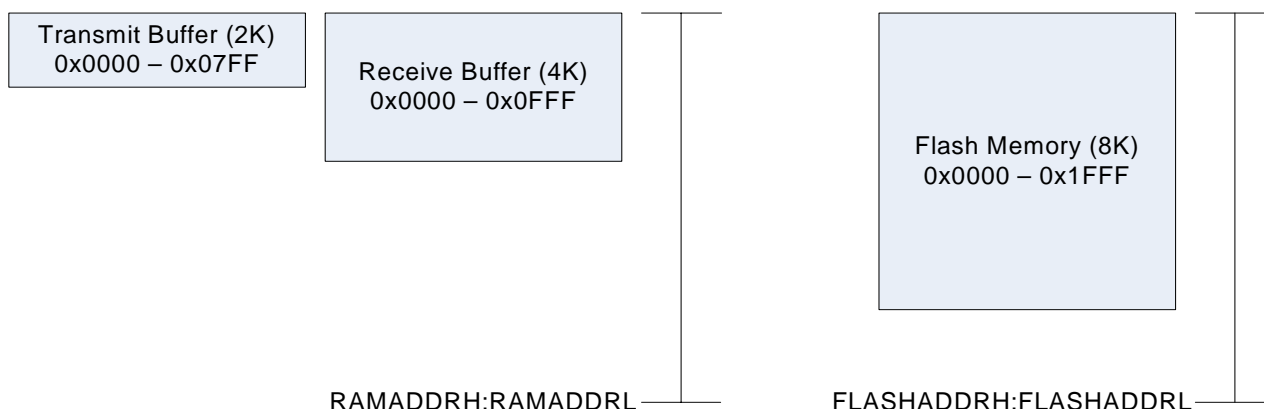 Transmit Buffer (2K)
0x0000 – 0x07FF
Receive Buffer (4K)
0x0000 – 0x0FFF
Flash Memory (8K)
0x0000 – 0x1FFF
RAMADDRH:RAMADDRL
FLASHADDRH:FLASHADDRL